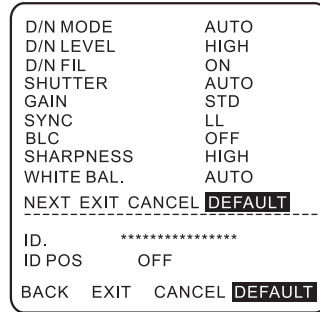 D/N MODE AUTO
D/N LEVEL HIGH
D/N FIL ON
SHUTTER AUTO
GAIN STD
SYNC LL
BLC OFF
SHARPNESS HIGH
WHITE BAL. AUTO
NEXT EXIT CANCEL DEFAULT
ID. ****************
ID POS OFF
BACK EXIT CANCEL DEFAULT